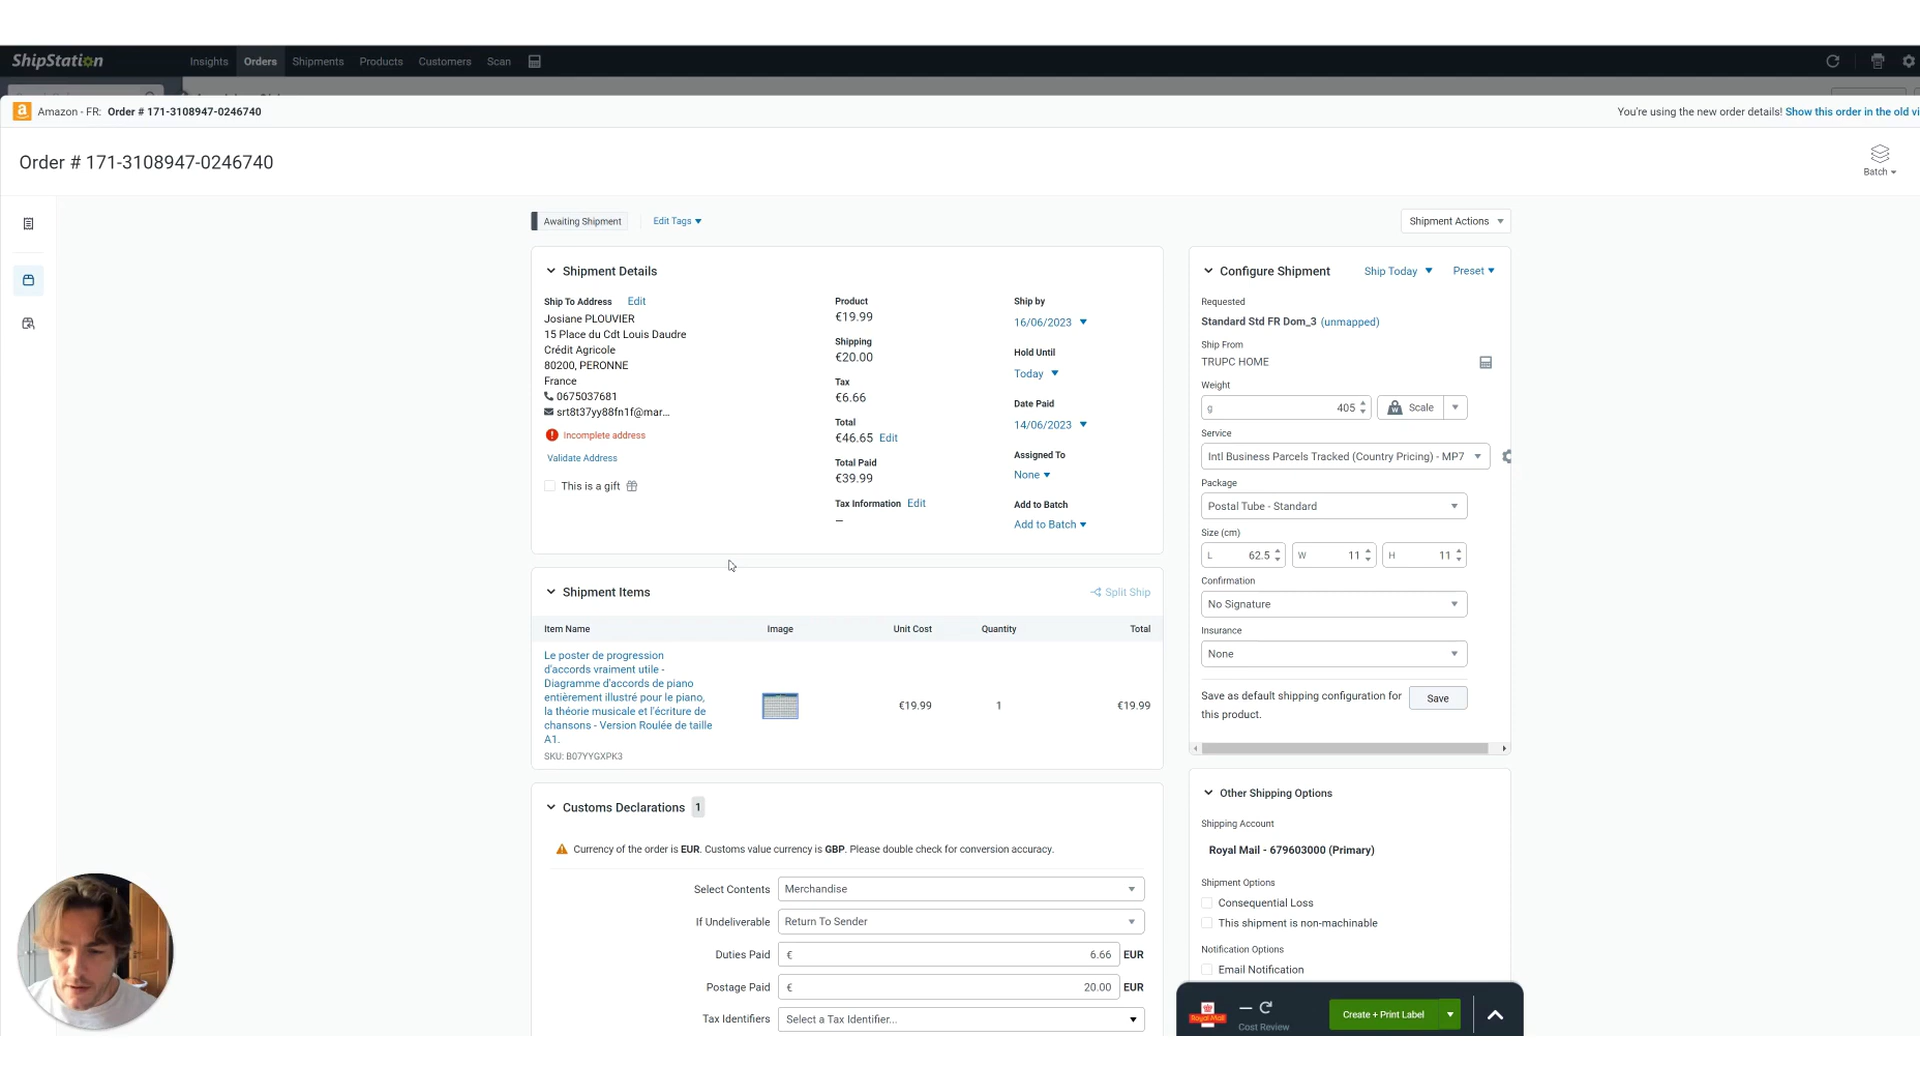 ShipStation
Insights
Orders
Shipments
Products
Customers
Scan
Amazon - FR: Order # 171-3108947-0246740
You're using the new order details! Show this order in the old vi
Order # 171-3108947-0246740
Batch
Awaiting Shipment
Edit Tags
Shipment Actions
Shipment Details
Ship To Address Edit
Josiane PLOUVIER
15 Place du Cdt Louis Daudre
Crédit Agricole
80200, PERONNE
France
0675037681
srt8t37yy88fn1f@mar...
Incomplete address
Validate Address
This is a gift
Product
€19.99
Shipping
€20.00
Tax
€6.66
Total
€46.65 Edit
Total Paid
€39.99
Tax Information Edit
—
Ship by
16/06/2023
Hold Until
Today
Date Paid
14/06/2023
Assigned To
None
Add to Batch
Add to Batch
Shipment Items
Split Ship
Item Name
Image
Unit Cost
Quantity
Total
Le poster de progression
d'accords vraiment utile -
Diagramme d'accords de piano
entièrement illustré pour le piano,
la théorie musicale et l'écriture de
chansons - Version Roulée de taille
A1.
SKU: B07YYGXPK3
€19.99
1
€19.99
Customs Declarations 1
Currency of the order is EUR. Customs value currency is GBP. Please double check for conversion accuracy.
Select Contents
Merchandise
If Undeliverable
Return To Sender
Duties Paid
€ 6.66 EUR
Postage Paid
€ 20.00 EUR
Tax Identifiers
Select a Tax Identifier...
Configure Shipment
Ship Today
Preset
Requested
Standard Std FR Dom_3 (unmapped)
Ship From
TRUPC HOME
Weight
g 405
Scale
Service
Intl Business Parcels Tracked (Country Pricing) - MP7
Package
Postal Tube - Standard
Size (cm)
L 62.5 W 11 H 11
Confirmation
No Signature
Insurance
None
Save as default shipping configuration for
this product.
Save
Other Shipping Options
Shipping Account
Royal Mail - 679603000 (Primary)
Shipment Options
Consequential Loss
This shipment is non-machinable
Notification Options
Email Notification
Royal Mail
—
Cost Review
Create + Print Label